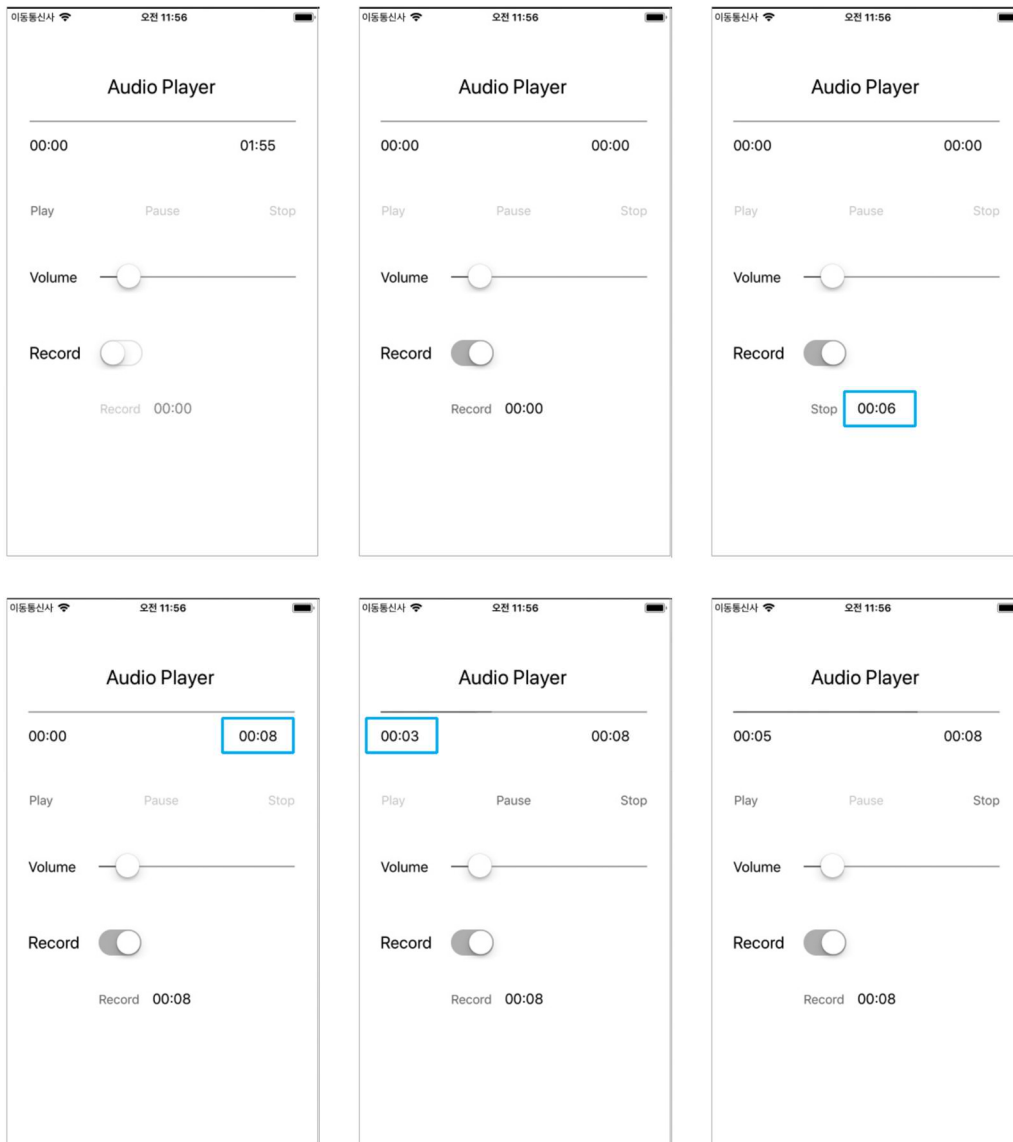 이동통신사 오전 11:56
Audio Player
00:00 01:55
Play Pause Stop
Volume
Record
Record 00:00
이동통신사 오전 11:56
Audio Player
00:00 00:00
Play Pause Stop
Volume
Record
Record 00:00
이동통신사 오전 11:56
Audio Player
00:00 00:00
Play Pause Stop
Volume
Record
Stop 00:06
이동통신사 오전 11:56
Audio Player
00:00 00:08
Play Pause Stop
Volume
Record
Record 00:08
이동통신사 오전 11:56
Audio Player
00:03 00:08
Play Pause Stop
Volume
Record
Record 00:08
이동통신사 오전 11:56
Audio Player
00:05 00:08
Play Pause Stop
Volume
Record
Record 00:08